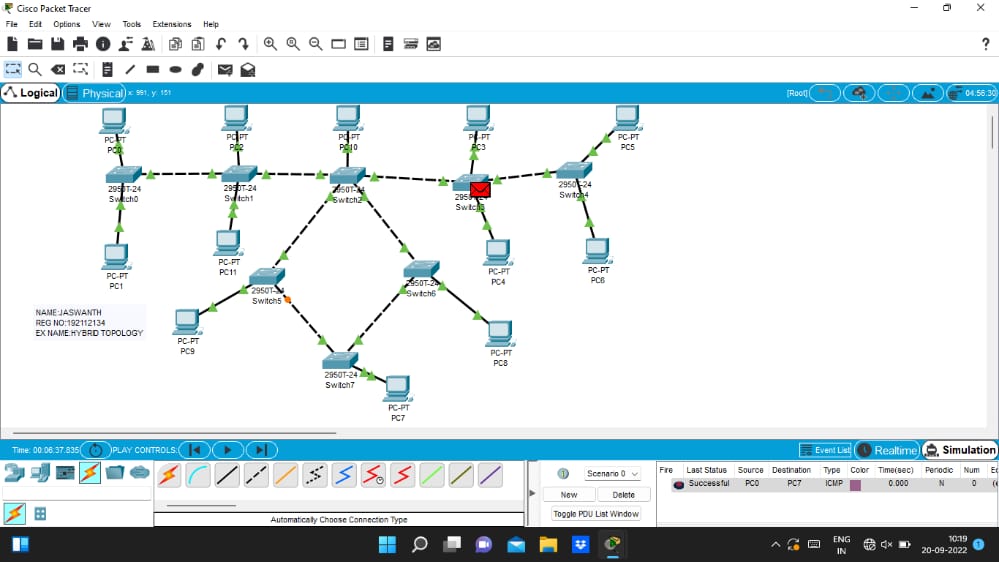 Cisco Packet Tracer
File Edit Options View Tools Extensions Help
?
Logical Physical x: 991, y: 151 [Root] 04:56:30
PC-PT
PC0
PC-PT
PC2
PC-PT
PC10
PC-PT
PC3
PC-PT
PC5
2950T-24
Switch0
2950T-24
Switch1
2950T-24
Switch2
2950T-24
Switch3
2950T-24
Switch4
PC-PT
PC1
PC-PT
PC11
PC-PT
PC4
PC-PT
PC6
2950T-24
Switch5
2950T-24
Switch6
NAME:JASWANTH
REG NO:192112134
EX NAME:HYBRID TOPOLOGY
PC-PT
PC9
PC-PT
PC8
2950T-24
Switch7
PC-PT
PC7
Time: 00:06:37.835 PLAY CONTROLS: Event List Realtime Simulation
Scenario 0
New Delete
Toggle PDU List Window
Fire Last Status Source Destination Type Color Time(sec) Periodic Num
Successful PC0 PC7 ICMP 0.000 N 0
Automatically Choose Connection Type
ENG
IN
10:19
20-09-2022
1